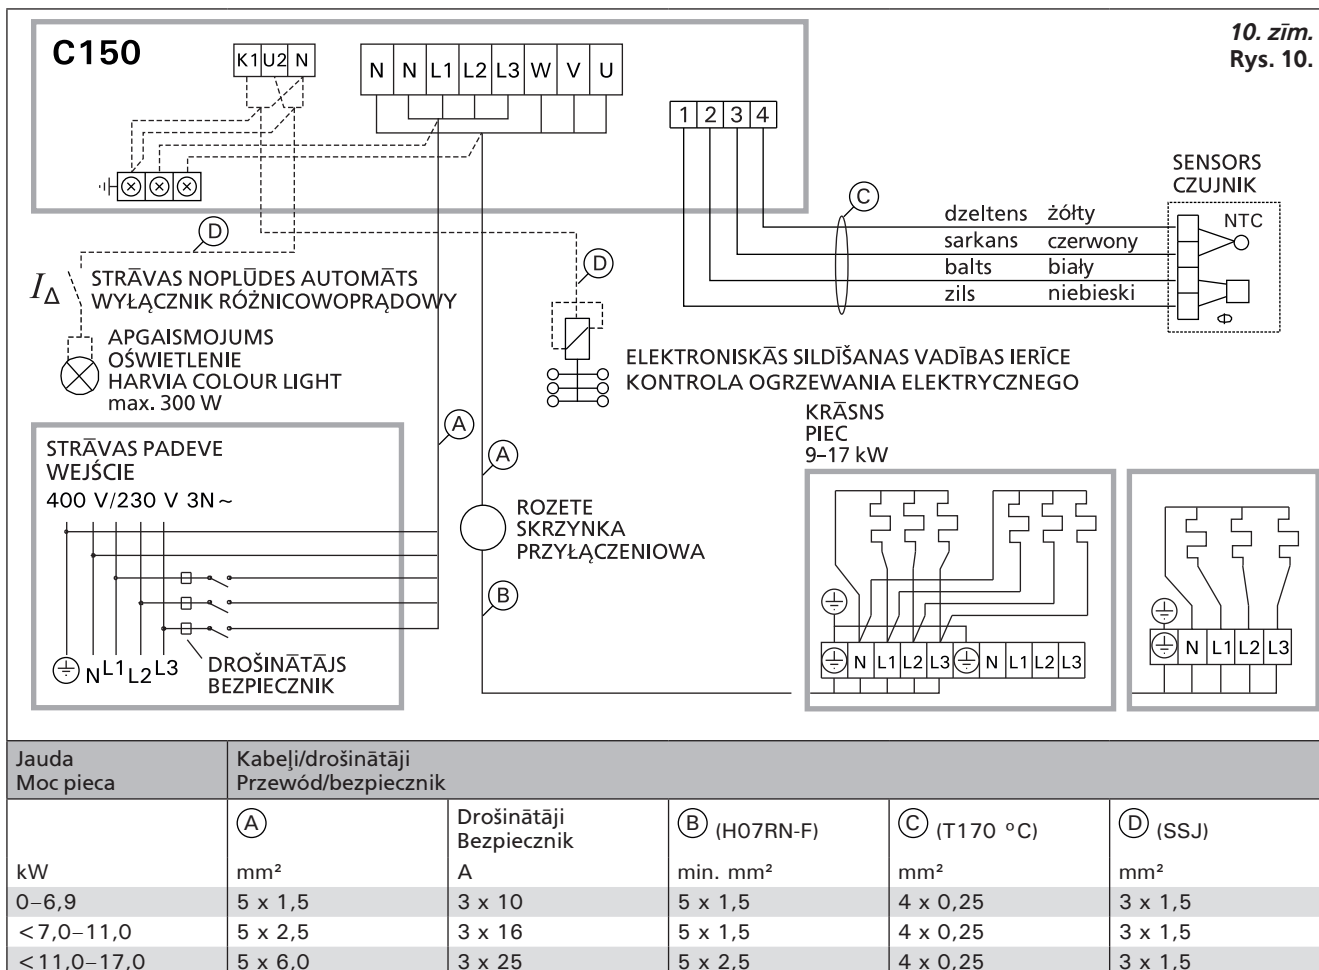 C150
10. zīm.
Rys. 10.
K1 U2 N
N N L1 L2 L3 W V U
1 2 3 4
SENSORS
CZUJNIK
NTC
C
dzeltens żółty
sarkans czerwony
balts biały
zils niebieski
Φ
D
D
I∆
STRĀVAS NOPLŪDES AUTOMĀTS
WYŁĄCZNIK RÓŻNICOWOPRĄDOWY
APGAISMOJUMS
OŚWIETLENIE
HARVIA COLOUR LIGHT
max. 300 W
ELEKTRONISKĀS SILDĪŠANAS VADĪBAS IERĪCE
KONTROLA OGRZEWANIA ELEKTRYCZNEGO
KRĀSNS
PIEC
9–17 kW
A
A
STRĀVAS PADEVE
WEJŚCIE
400 V/230 V 3N~
ROZETE
SKRZYNKA
PRZYŁĄCZENIOWA
B
N L1 L2 L3
DROŠINĀTĀJS
BEZPIECZNIK
N L1 L2 L3 N L1 L2 L3
N L1 L2 L3
Jauda
Moc pieca
Kabeļi/drošinātāji
Przewód/bezpiecznik
A
Drošinātāji
Bezpiecznik
B (H07RN-F)
C (T170 °C)
D (SSJ)
kW mm² A min. mm² mm² mm²
0–6,9 5 x 1,5 3 x 10 5 x 1,5 4 x 0,25 3 x 1,5
<7,0–11,0 5 x 2,5 3 x 16 5 x 1,5 4 x 0,25 3 x 1,5
<11,0–17,0 5 x 6,0 3 x 25 5 x 2,5 4 x 0,25 3 x 1,5